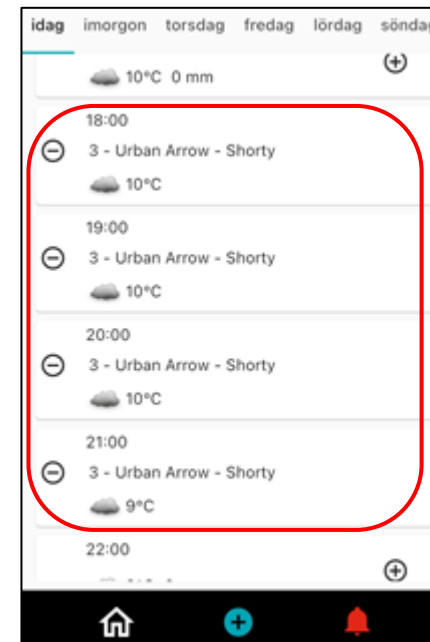 idag imorgon torsdag fredag lördag söndag
10°C 0 mm
18:00
3 - Urban Arrow - Shorty
10°C
19:00
3 - Urban Arrow - Shorty
10°C
20:00
3 - Urban Arrow - Shorty
10°C
21:00
3 - Urban Arrow - Shorty
9°C
22:00